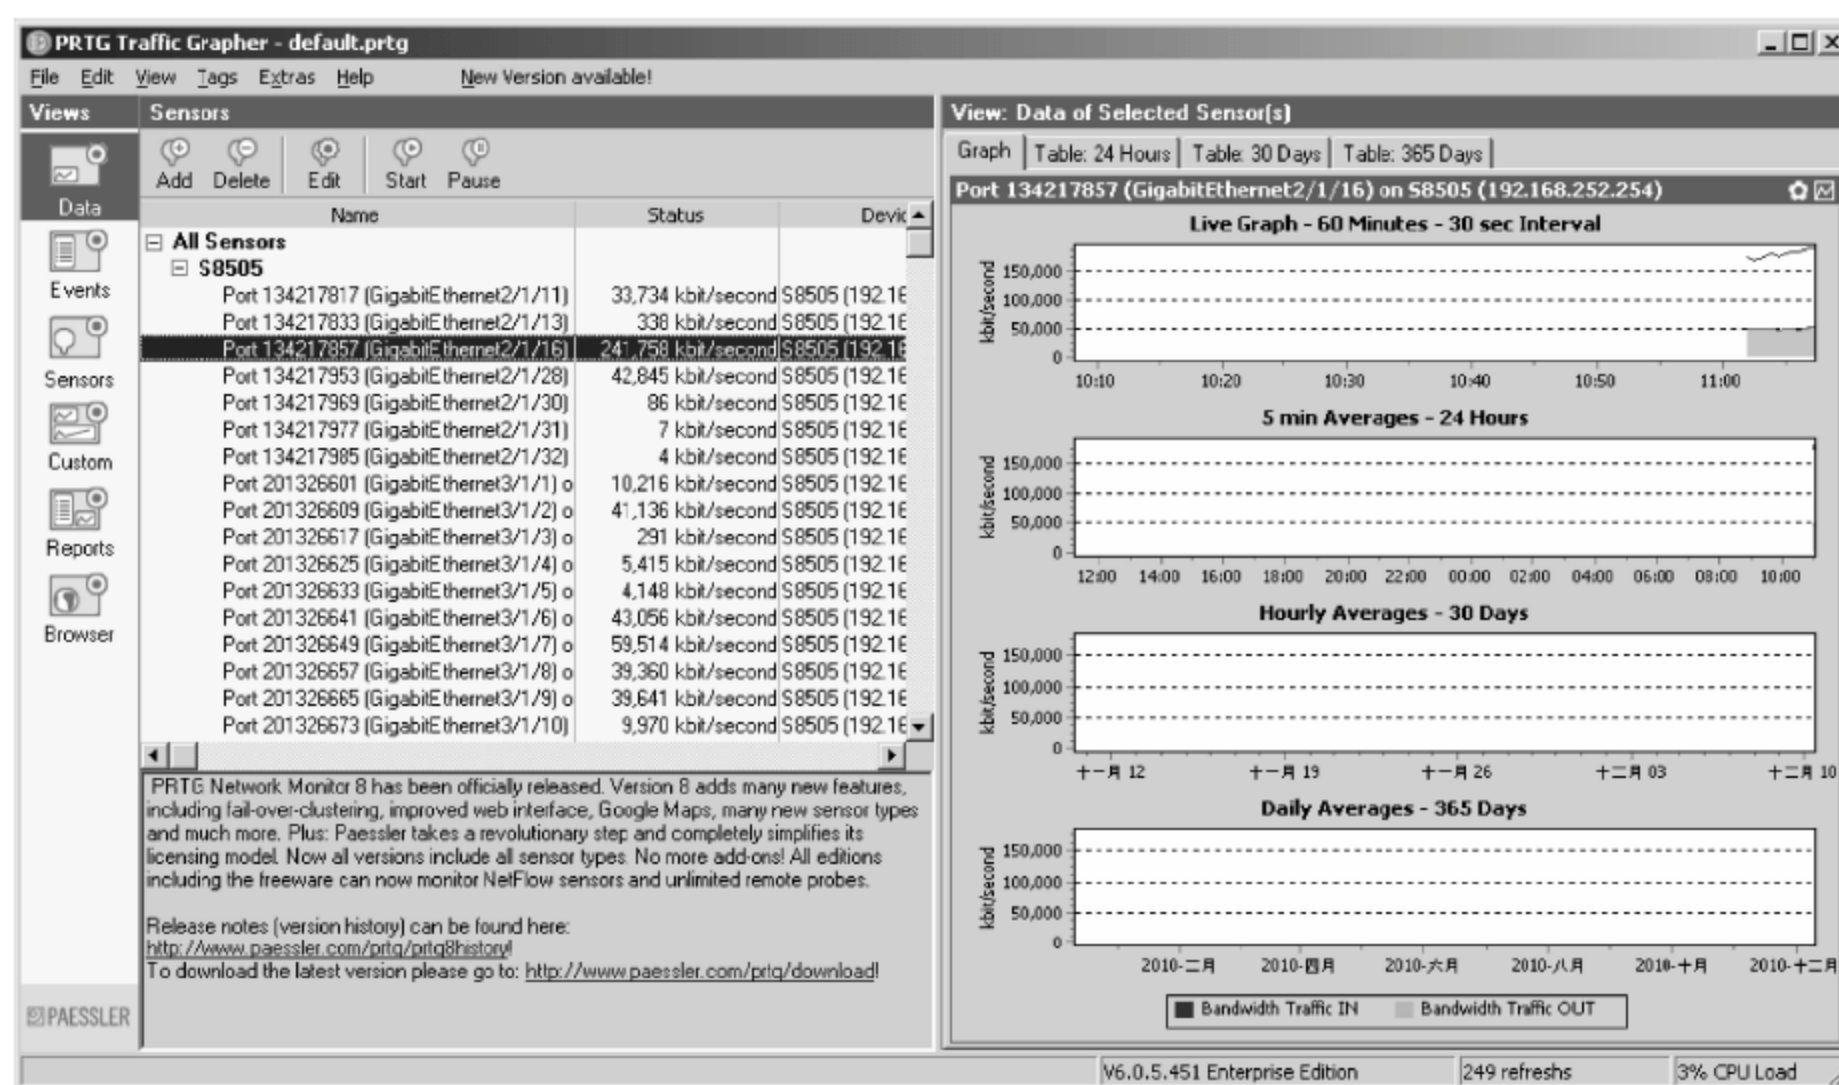 PRTG Traffic Grapher - default.prtg
File Edit View Tags Extras Help New Version available!
Views
Data
Events
Sensors
Custom
Reports
Browser
PAESSLER
Sensors
Add Delete Edit Start Pause
Name Status Devic
All Sensors
S8505
Port 134217817 (GigabitEthernet2/1/11) 33,734 kbit/second S8505 (192.16
Port 134217833 (GigabitEthernet2/1/13) 338 kbit/second S8505 (192.16
Port 134217857 (GigabitEthernet2/1/16) 241,758 kbit/second S8505 (192.16
Port 134217953 (GigabitEthernet2/1/28) 42,845 kbit/second S8505 (192.16
Port 134217969 (GigabitEthernet2/1/30) 86 kbit/second S8505 (192.16
Port 134217977 (GigabitEthernet2/1/31) 7 kbit/second S8505 (192.16
Port 134217985 (GigabitEthernet2/1/32) 4 kbit/second S8505 (192.16
Port 201326601 (GigabitEthernet3/1/1) o 10,216 kbit/second S8505 (192.16
Port 201326609 (GigabitEthernet3/1/2) o 41,136 kbit/second S8505 (192.16
Port 201326617 (GigabitEthernet3/1/3) o 291 kbit/second S8505 (192.16
Port 201326625 (GigabitEthernet3/1/4) o 5,415 kbit/second S8505 (192.16
Port 201326633 (GigabitEthernet3/1/5) o 4,148 kbit/second S8505 (192.16
Port 201326641 (GigabitEthernet3/1/6) o 43,056 kbit/second S8505 (192.16
Port 201326649 (GigabitEthernet3/1/7) o 59,514 kbit/second S8505 (192.16
Port 201326657 (GigabitEthernet3/1/8) o 39,360 kbit/second S8505 (192.16
Port 201326665 (GigabitEthernet3/1/9) o 39,641 kbit/second S8505 (192.16
Port 201326673 (GigabitEthernet3/1/10) 9,970 kbit/second S8505 (192.16
PRTG Network Monitor 8 has been officially released. Version 8 adds many new features,
including fail-over-clustering, improved web interface, Google Maps, many new sensor types
and much more. Plus: Paessler takes a revolutionary step and completely simplifies its
licensing model. Now all versions include all sensor types. No more add-ons! All editions
including the freeware can now monitor NetFlow sensors and unlimited remote probes.
Release notes (version history) can be found here:
http://www.paessler.com/prtg/prtg8history!
To download the latest version please go to: http://www.paessler.com/prtg/download!
View: Data of Selected Sensor(s)
Graph Table: 24 Hours Table: 30 Days Table: 365 Days
Port 134217857 (GigabitEthernet2/1/16) on S8505 (192.168.252.254)
Live Graph - 60 Minutes - 30 sec Interval
kbit/second
150,000
100,000
50,000
0
10:10 10:20 10:30 10:40 10:50 11:00
5 min Averages - 24 Hours
kbit/second
150,000
100,000
50,000
0
12:00 14:00 16:00 18:00 20:00 22:00 00:00 02:00 04:00 06:00 08:00 10:00
Hourly Averages - 30 Days
kbit/second
150,000
100,000
50,000
0
十一月 12 十一月 19 十一月 26 十二月 03 十二月 10
Daily Averages - 365 Days
kbit/second
150,000
100,000
50,000
0
2010-二月 2010-四月 2010-六月 2010-八月 2010-十月 2010-十二月
Bandwidth Traffic IN Bandwidth Traffic OUT
V6.0.5.451 Enterprise Edition 249 refreshs 3% CPU Load